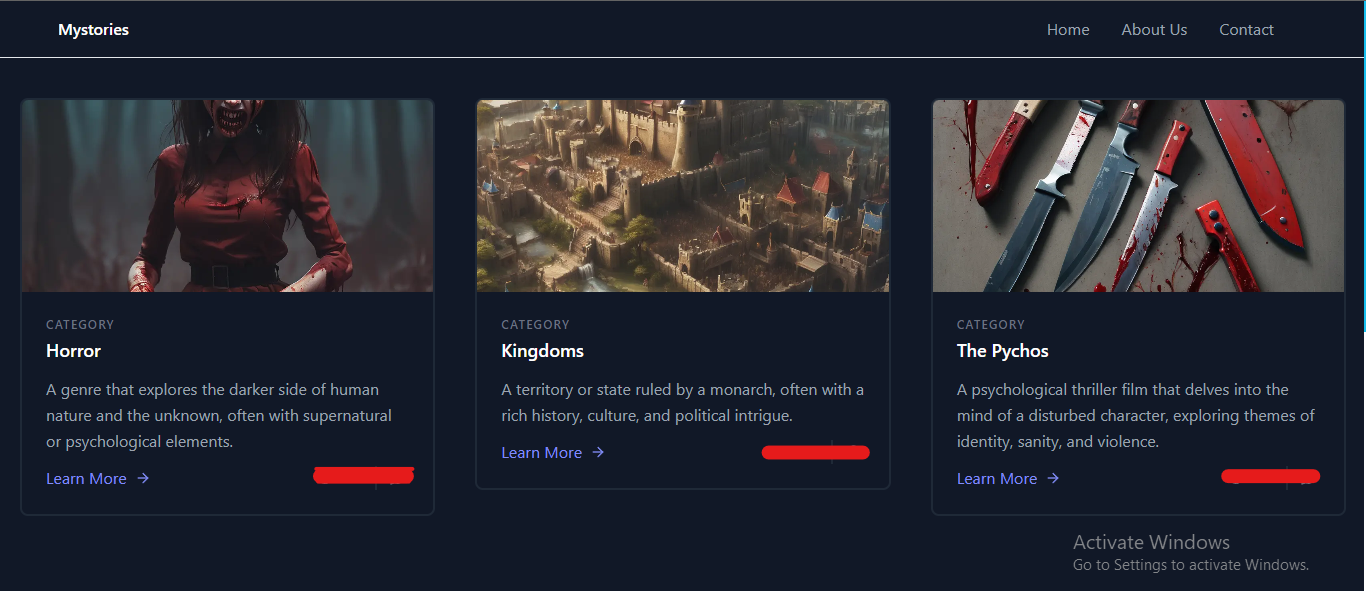 Mystories
Home About Us Contact
CATEGORY
Horror
A genre that explores the darker side of human
nature and the unknown, often with supernatural
or psychological elements.
Learn More →
CATEGORY
Kingdoms
A territory or state ruled by a monarch, often with a
rich history, culture, and political intrigue.
Learn More →
CATEGORY
The Pychos
A psychological thriller film that delves into the
mind of a disturbed character, exploring themes of
identity, sanity, and violence.
Learn More →
Activate Windows
Go to Settings to activate Windows.